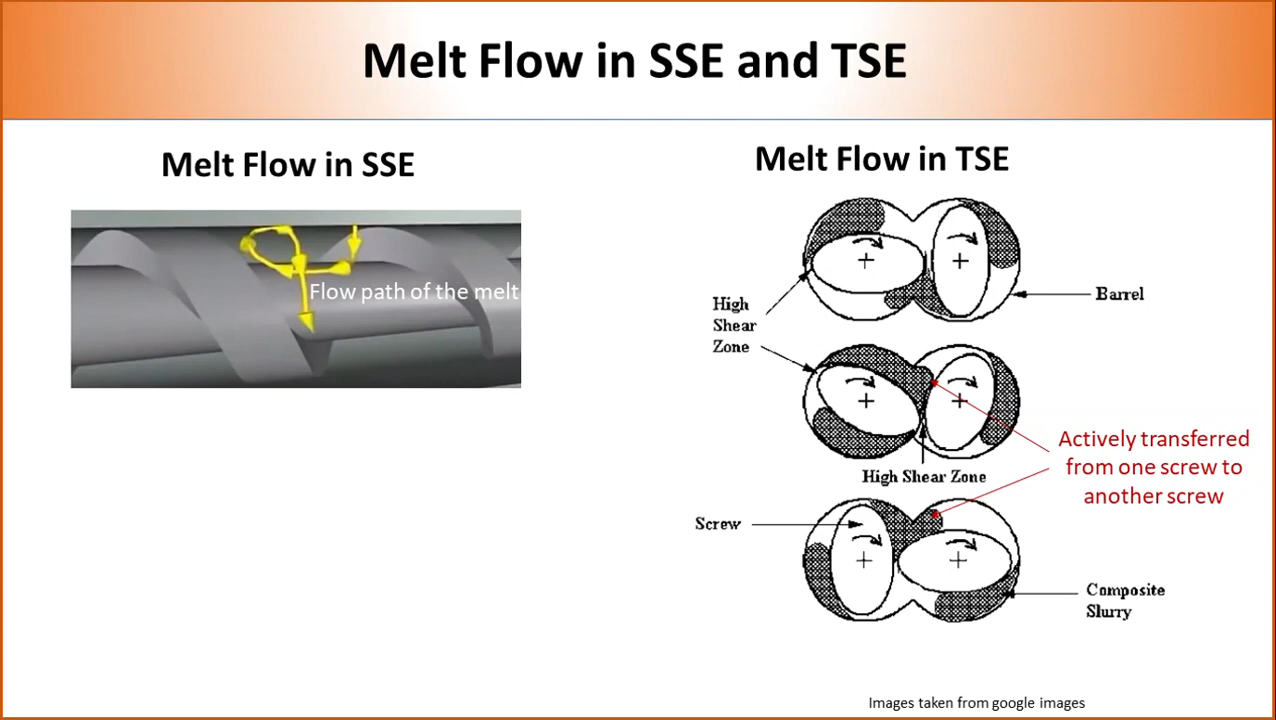 Melt Flow in SSE and TSE
Melt Flow in SSE
Flow path of the melt
Melt Flow in TSE
High
Shear
Zone
Barrel
High Shear Zone
Actively transferred
from one screw to
another screw
Screw
Composite
Slurry
Images taken from google images